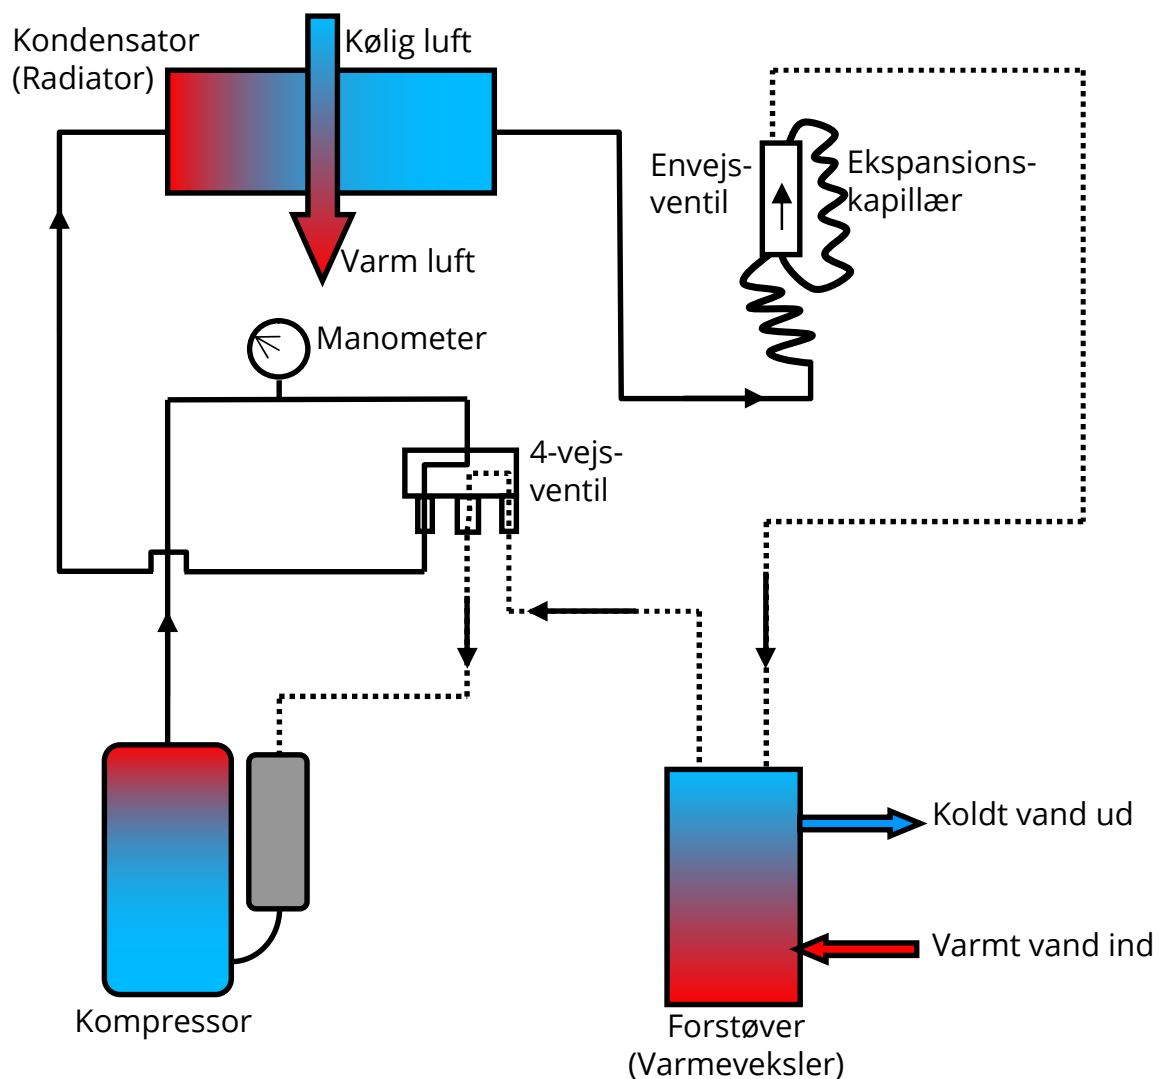 Kondensator
(Radiator)
Kølig luft
Varm luft
Envejs-
ventil
Ekspansions-
kapillær
Manometer
4-vejs-
ventil
Koldt vand ud
Varmt vand ind
Kompressor
Forstøver
(Varmeveksler)